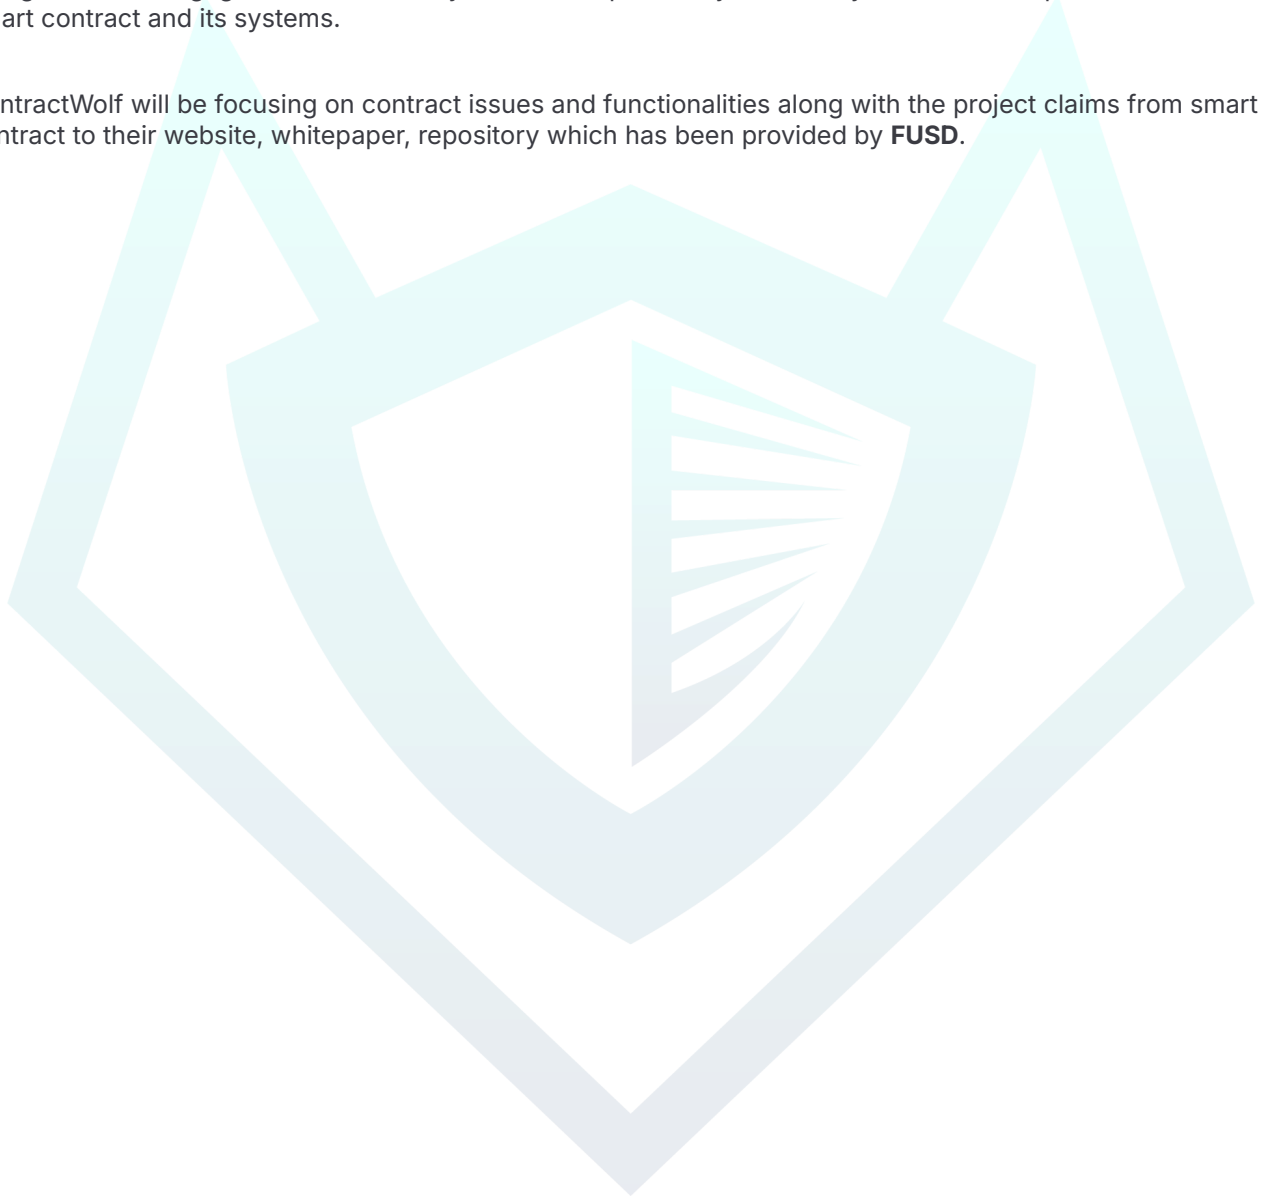 art contract and its systems.
ntractWolf will be focusing on contract issues and functionalities along with the project claims from smart
ntract to their website, whitepaper, repository which has been provided by FUSD.